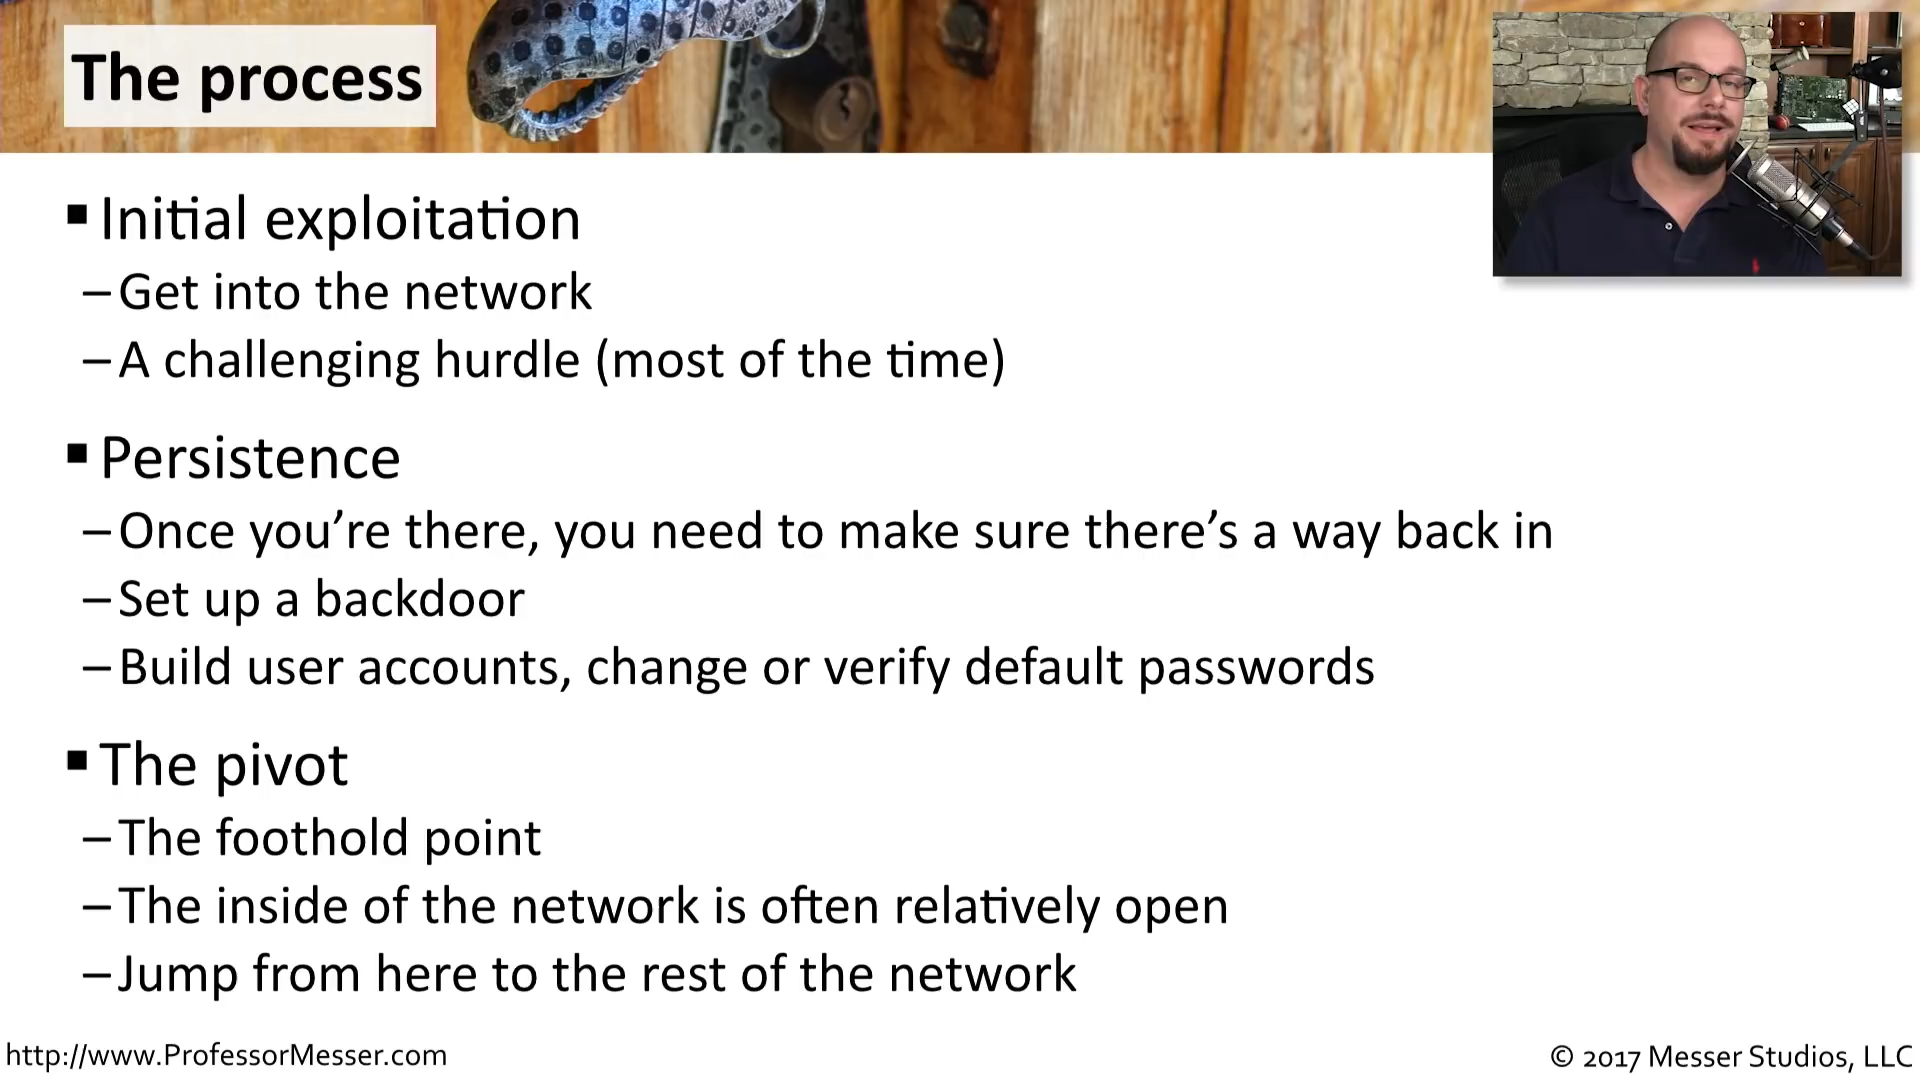 The process
▪ Initial exploitation
– Get into the network
– A challenging hurdle (most of the time)
▪ Persistence
– Once you’re there, you need to make sure there’s a way back in
– Set up a backdoor
– Build user accounts, change or verify default passwords
▪ The pivot
– The foothold point
– The inside of the network is often relatively open
– Jump from here to the rest of the network
http://www.ProfessorMesser.com
© 2017 Messer Studios, LLC